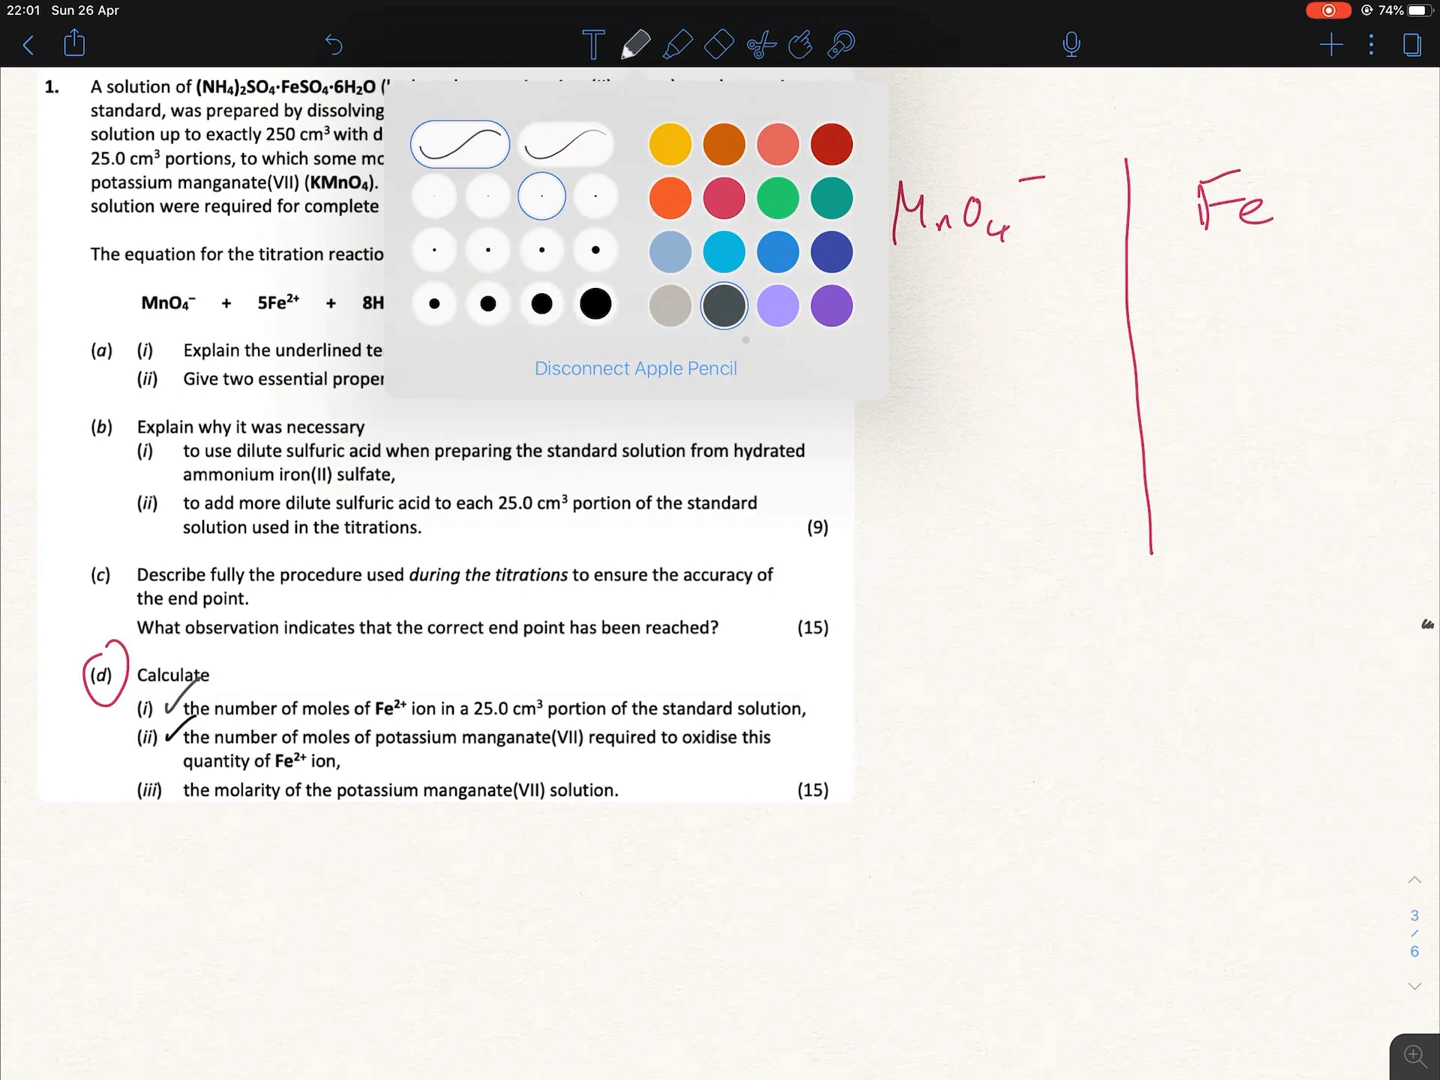 22:01 Sun 26 Apr
74%
T
1. A solution of (NH₄)₂SO₄·FeSO₄·6H₂O (
standard, was prepared by dissolving
solution up to exactly 250 cm³ with d
25.0 cm³ portions, to which some mo
potassium manganate(VII) (KMnO₄).
solution were required for complete
The equation for the titration reactio
MnO₄⁻ + 5Fe²⁺ + 8H
(a) (i) Explain the underlined te
(ii) Give two essential proper
Disconnect Apple Pencil
MnO₄⁻ Fe
(b) Explain why it was necessary
(i) to use dilute sulfuric acid when preparing the standard solution from hydrated
ammonium iron(II) sulfate,
(ii) to add more dilute sulfuric acid to each 25.0 cm³ portion of the standard
solution used in the titrations. (9)
(c) Describe fully the procedure used during the titrations to ensure the accuracy of
the end point.
What observation indicates that the correct end point has been reached? (15)
(d) Calculate
(i) the number of moles of Fe²⁺ ion in a 25.0 cm³ portion of the standard solution,
(ii) the number of moles of potassium manganate(VII) required to oxidise this
quantity of Fe²⁺ ion,
(iii) the molarity of the potassium manganate(VII) solution. (15)
3
/
6